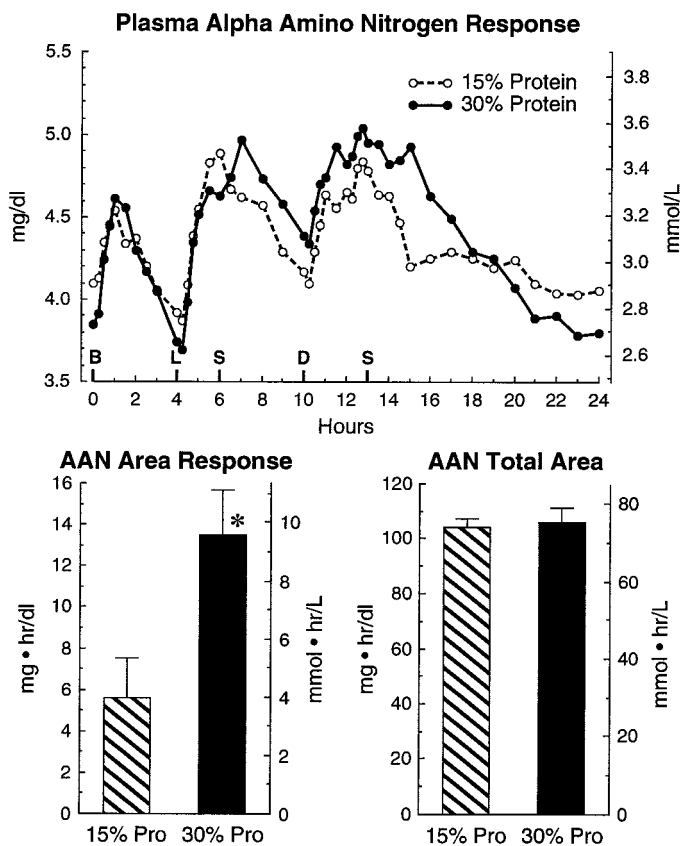 Plasma Alpha Amino Nitrogen Response
5.5
5.0
4.5
4.0
3.5
mg/dl
15% Protein
30% Protein
3.8
3.6
3.4
3.2
3.0
2.8
2.6
mmol/L
B L S D S
0 2 4 6 8 10 12 14 16 18 20 22 24
Hours
AAN Area Response
16
14
12
10
8
6
4
2
0
mg • hr/dl
*
10
8
6
4
2
0
mmol • hr/L
15% Pro 30% Pro
AAN Total Area
120
100
80
60
40
20
0
mg • hr/dl
80
60
40
20
0
mmol • hr/L
15% Pro 30% Pro